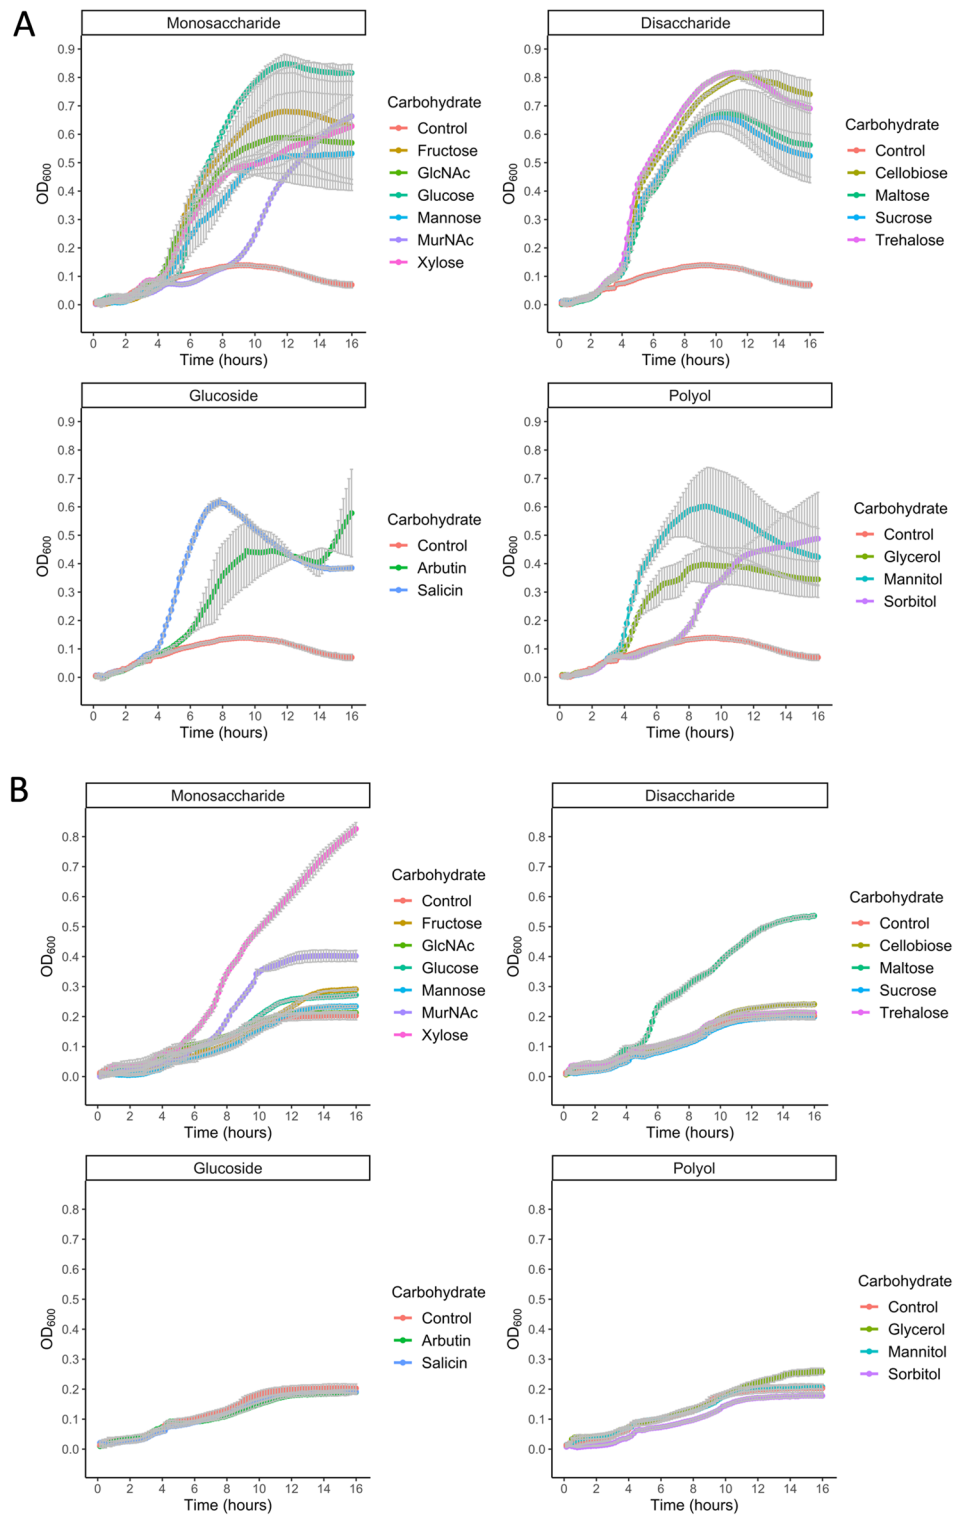 A
Monosaccharide
0.9
0.8
0.7
0.6
0.5
0.4
0.3
0.2
0.1
0.0
OD600
0 2 4 6 8 10 12 14 16
Time (hours)
Carbohydrate
Control
Fructose
GlcNAc
Glucose
Mannose
MurNAc
Xylose
Disaccharide
0.9
0.8
0.7
0.6
0.5
0.4
0.3
0.2
0.1
0.0
OD600
0 2 4 6 8 10 12 14 16
Time (hours)
Carbohydrate
Control
Cellobiose
Maltose
Sucrose
Trehalose
Glucoside
0.9
0.8
0.7
0.6
0.5
0.4
0.3
0.2
0.1
0.0
OD600
0 2 4 6 8 10 12 14 16
Time (hours)
Carbohydrate
Control
Arbutin
Salicin
Polyol
0.9
0.8
0.7
0.6
0.5
0.4
0.3
0.2
0.1
0.0
OD600
0 2 4 6 8 10 12 14 16
Time (hours)
Carbohydrate
Control
Glycerol
Mannitol
Sorbitol
B
Monosaccharide
0.8
0.7
0.6
0.5
0.4
0.3
0.2
0.1
0.0
OD600
0 2 4 6 8 10 12 14 16
Time (hours)
Carbohydrate
Control
Fructose
GlcNAc
Glucose
Mannose
MurNAc
Xylose
Disaccharide
0.8
0.7
0.6
0.5
0.4
0.3
0.2
0.1
0.0
OD600
0 2 4 6 8 10 12 14 16
Time (hours)
Carbohydrate
Control
Cellobiose
Maltose
Sucrose
Trehalose
Glucoside
0.8
0.7
0.6
0.5
0.4
0.3
0.2
0.1
0.0
OD600
0 2 4 6 8 10 12 14 16
Time (hours)
Carbohydrate
Control
Arbutin
Salicin
Polyol
0.8
0.7
0.6
0.5
0.4
0.3
0.2
0.1
0.0
OD600
0 2 4 6 8 10 12 14 16
Time (hours)
Carbohydrate
Control
Glycerol
Mannitol
Sorbitol